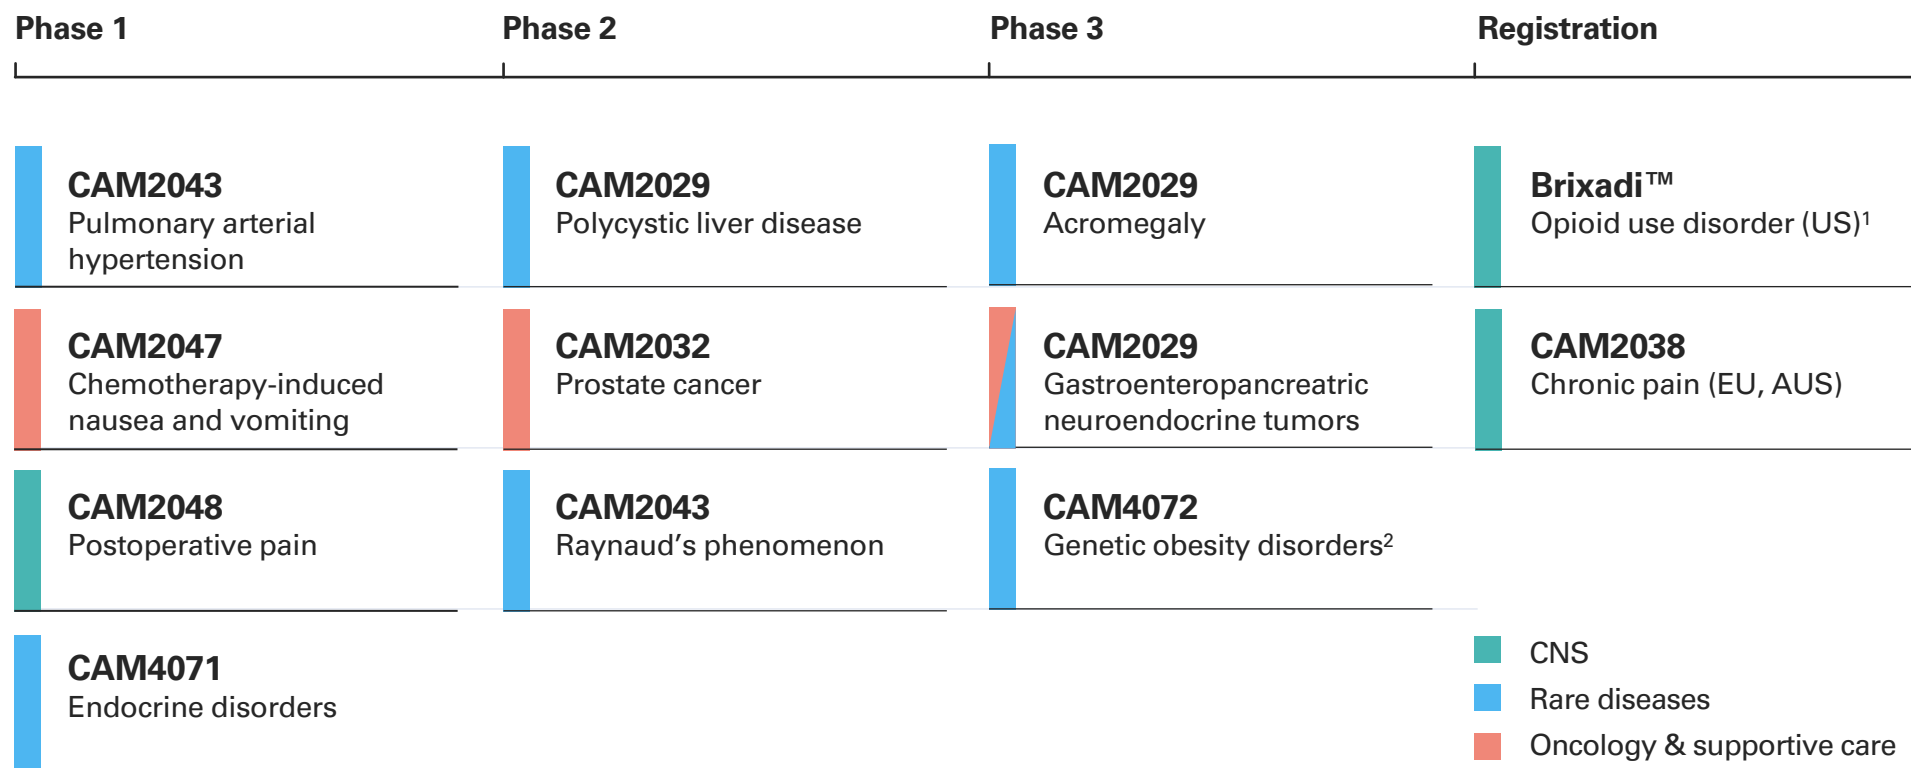 Phase 1
Phase 2
Phase 3
Registration
CAM2043
Pulmonary arterial
hypertension
CAM2029
Polycystic liver disease
CAM2029
Acromegaly
Brixadi™
Opioid use disorder (US)¹
CAM2047
Chemotherapy-induced
nausea and vomiting
CAM2032
Prostate cancer
CAM2029
Gastroenteropancreatric
neuroendocrine tumors
CAM2038
Chronic pain (EU, AUS)
CAM2048
Postoperative pain
CAM2043
Raynaud’s phenomenon
CAM4072
Genetic obesity disorders²
CAM4071
Endocrine disorders
CNS
Rare diseases
Oncology & supportive care